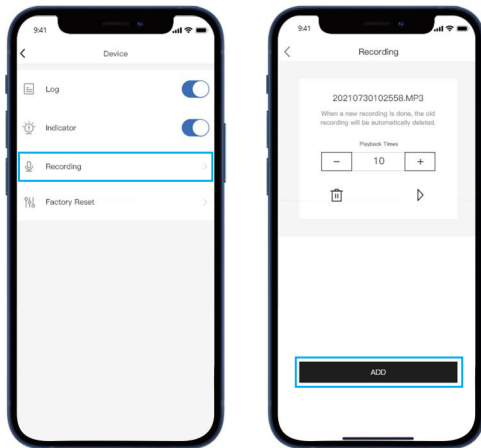 9:41
Device
Log
Indicator
Recording
Factory Reset
9:41
Recording
20210730102558.MP3
When a new recording is done, the old
recording will be automatically deleted.
Playback Times
− 10 +
ADD